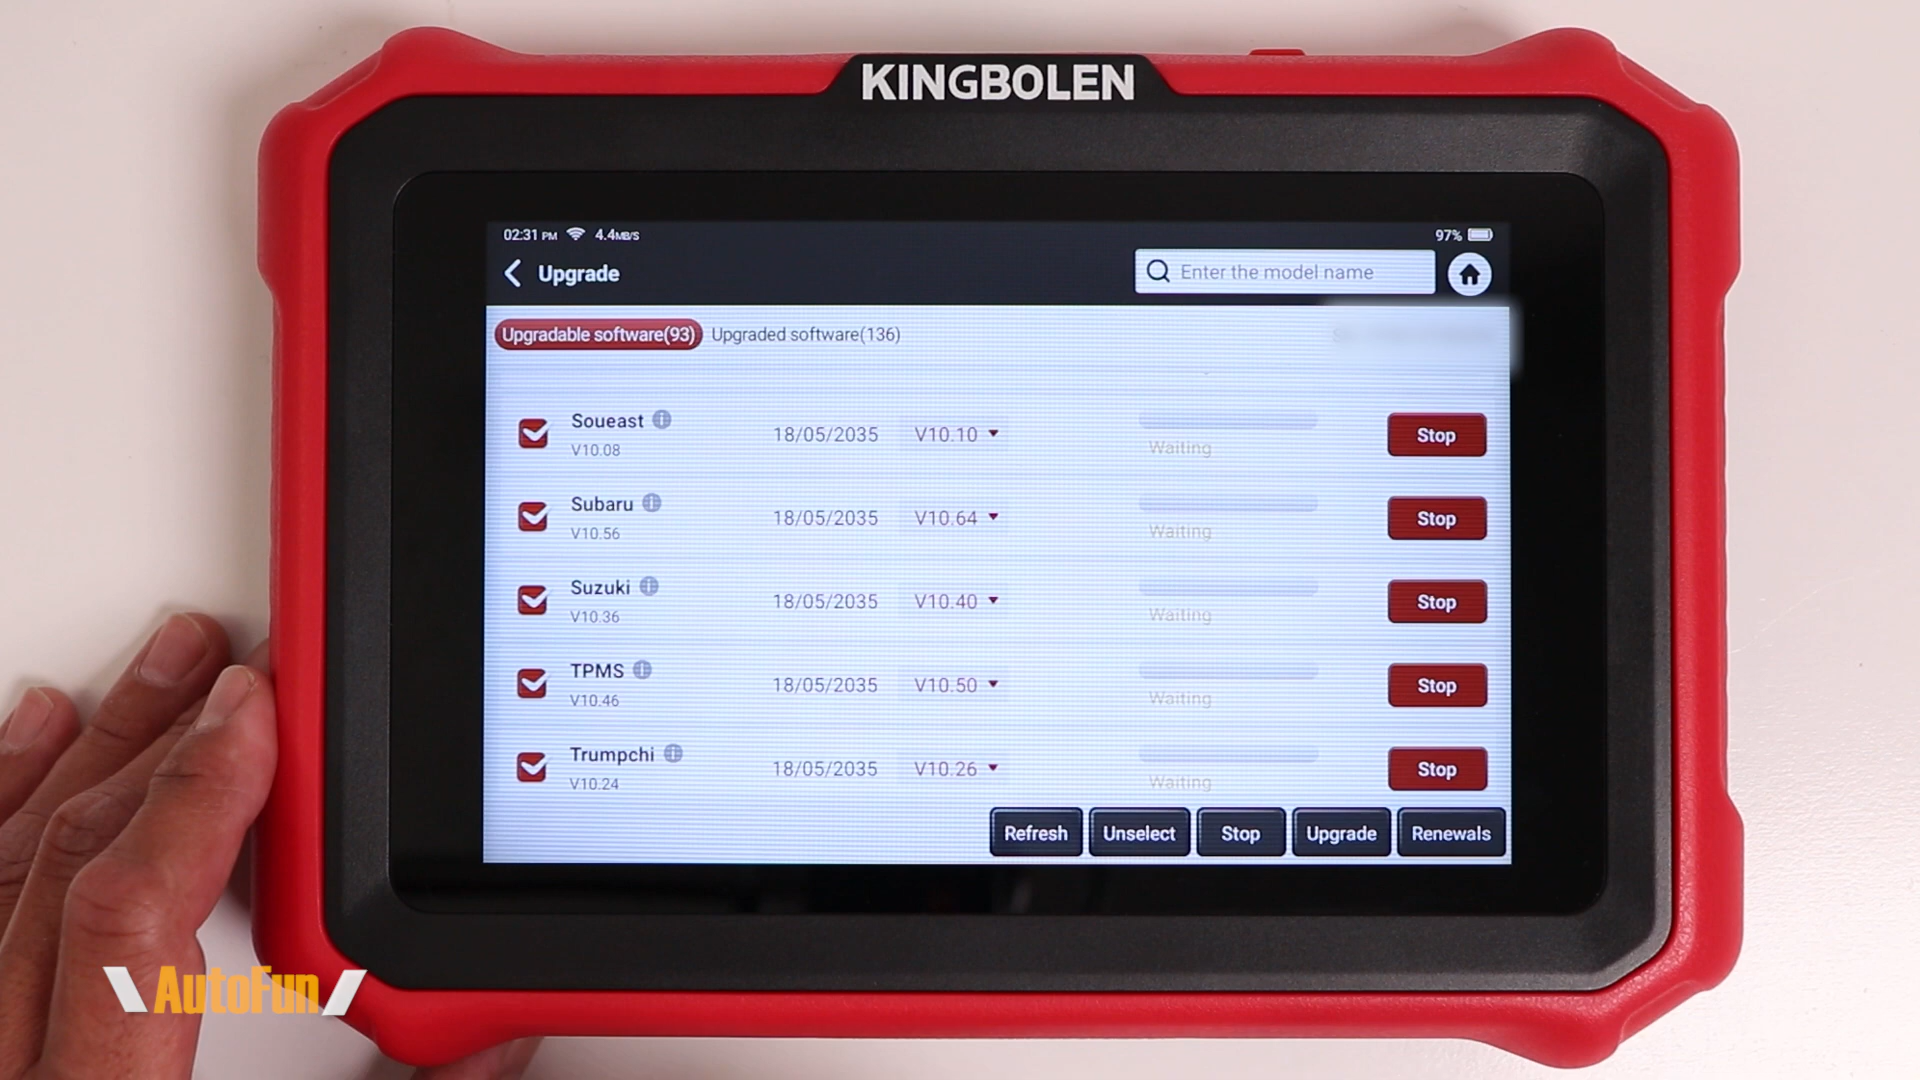 KINGBOLEN
02:31 PM 4.4MB/S 97%
Upgrade Enter the model name
Upgradable software(93) Upgraded software(136)
Soueast 18/05/2035 V10.10 Waiting Stop
V10.08
Subaru 18/05/2035 V10.64 Waiting Stop
V10.56
Suzuki 18/05/2035 V10.40 Waiting Stop
V10.36
TPMS 18/05/2035 V10.50 Waiting Stop
V10.46
Trumpchi 18/05/2035 V10.26 Waiting Stop
V10.24
Refresh Unselect Stop Upgrade Renewals
AutoFun